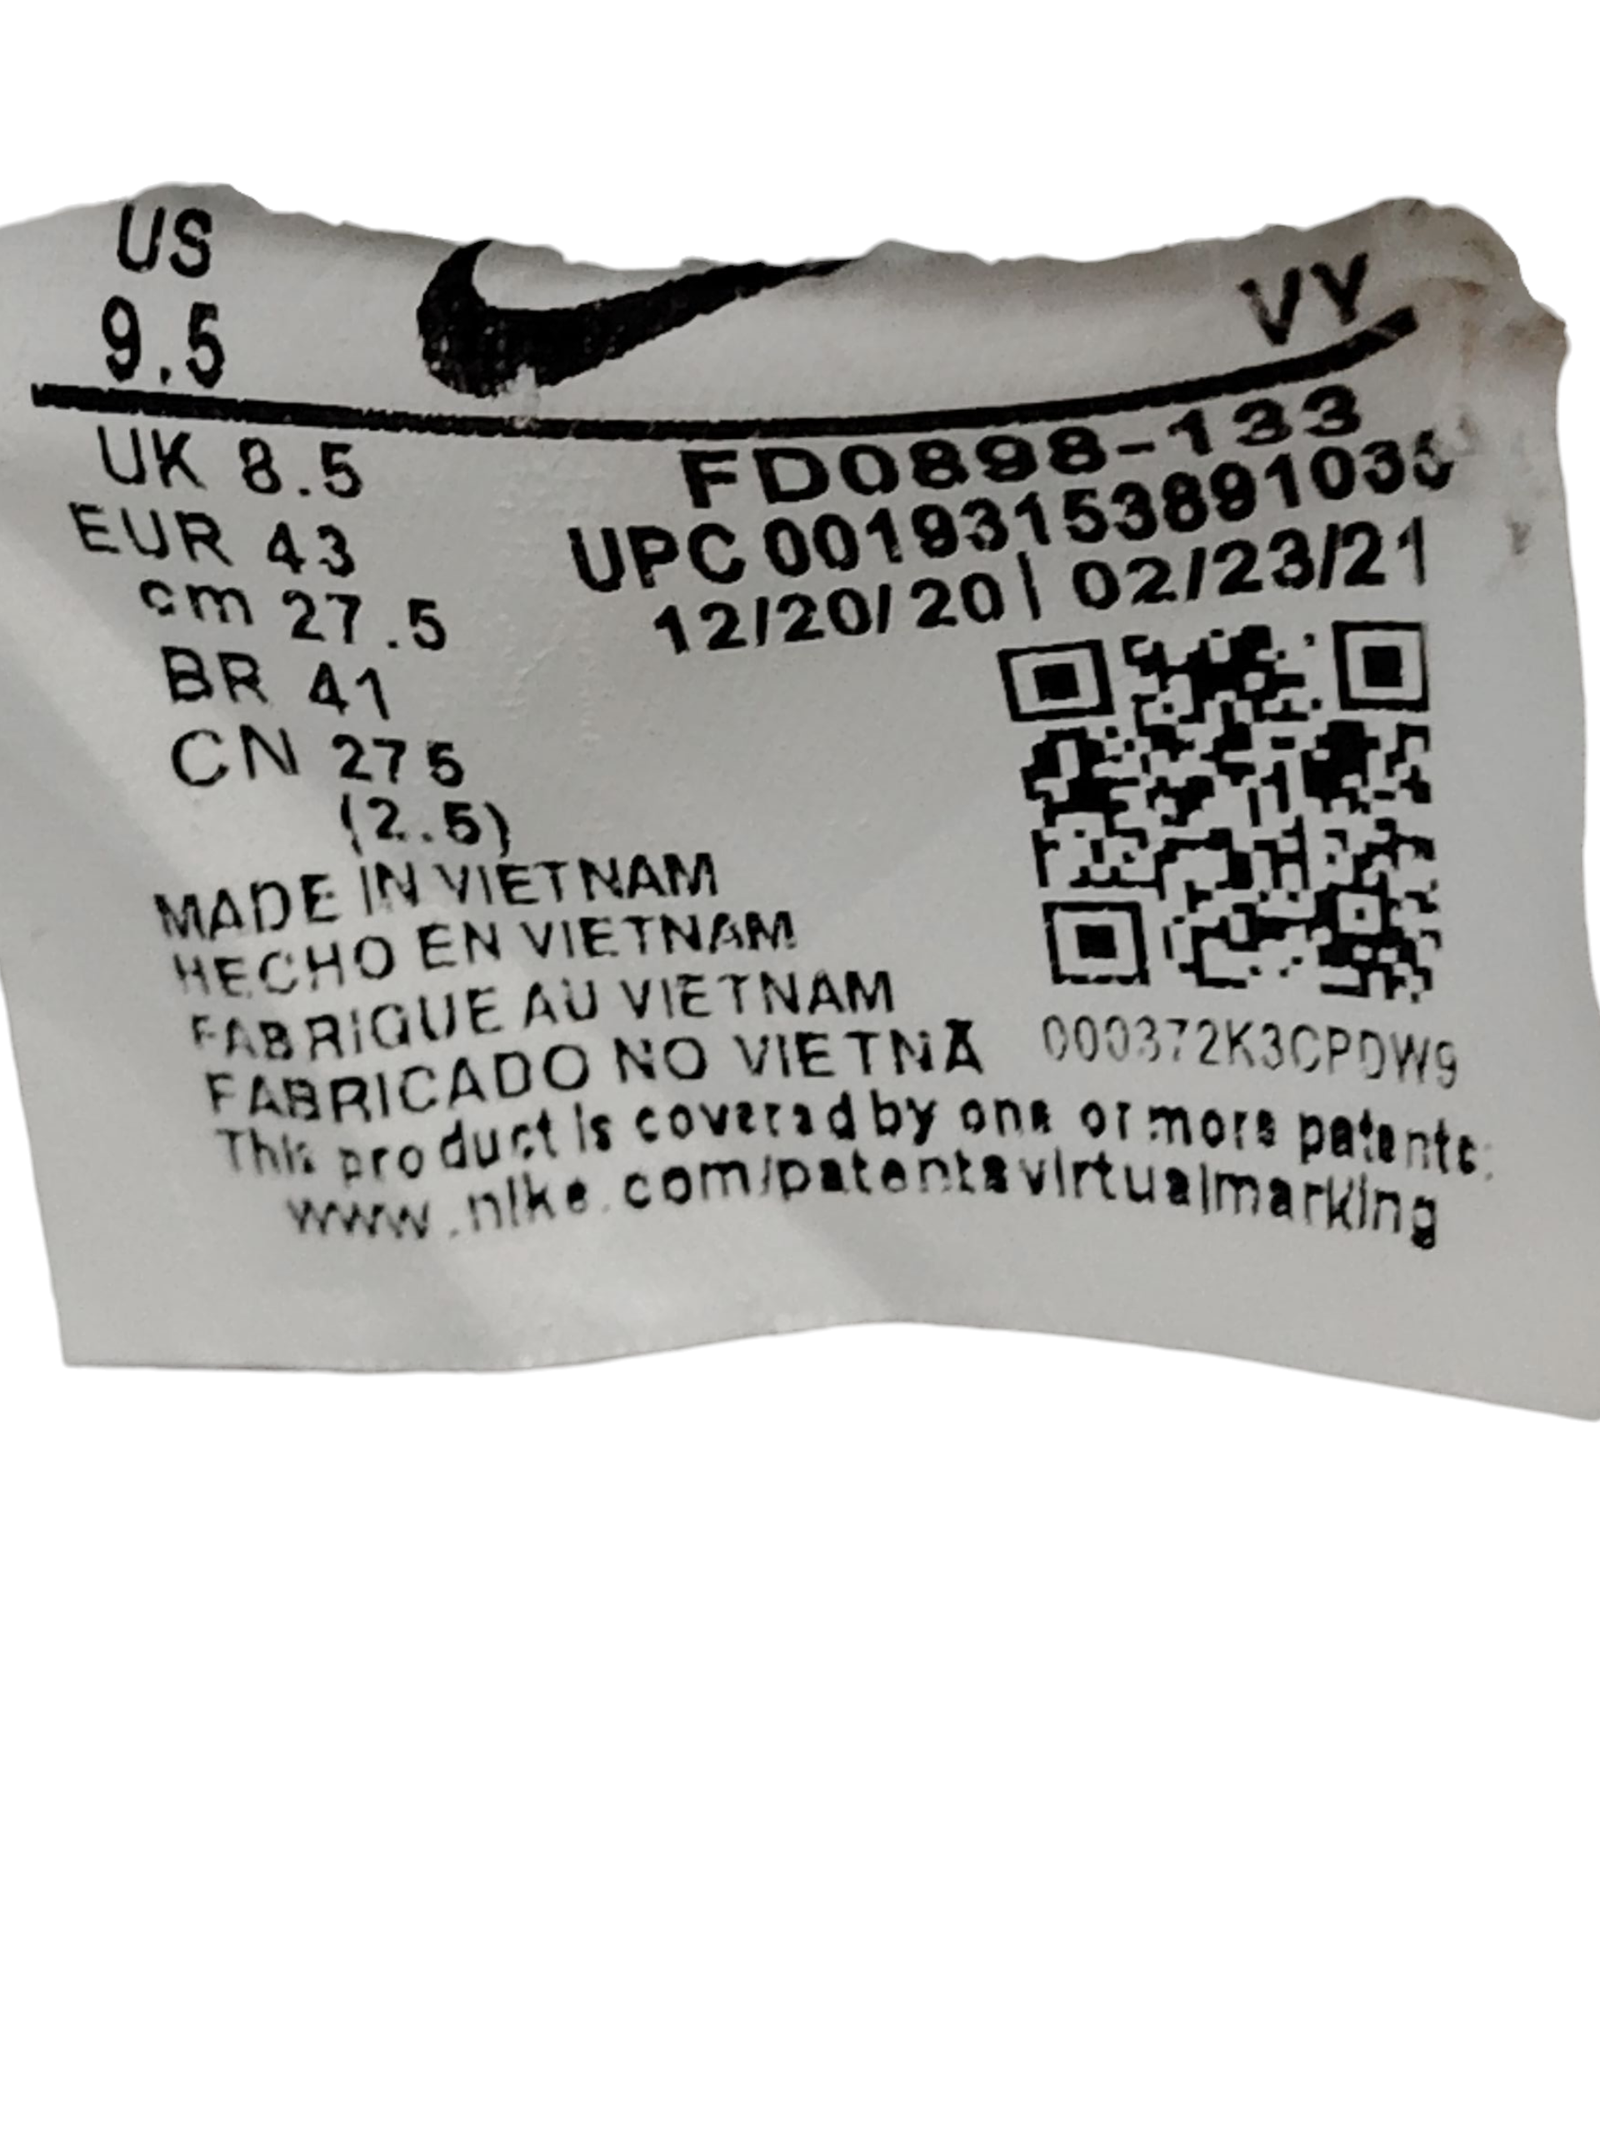 US
9.5
VY
UK 8.5
EUR 43
cm 27.5
BR 41
CN 275
(2.5)
FD0898-133
UPC
12/20/20 | 02/23/21
MADE IN VIETNAM
HECHO EN VIETNAM
FABRIQUE AU VIETNAM
FABRICADO NO VIETNÃ
000372K3CPDW9
This product is covered by one or more patents:
www.nike.com/patentsvirtualmarking